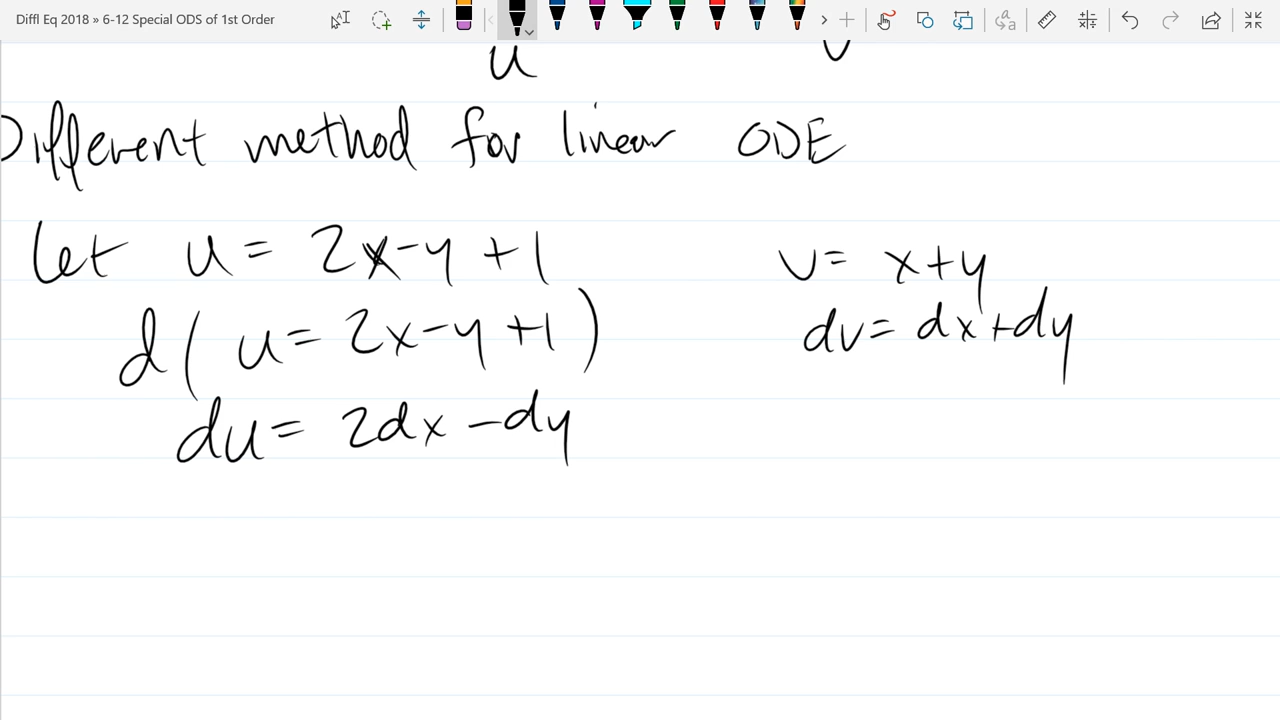 Diffl Eq 2018 » 6-12 Special ODS of 1st Order
u v
Different method for linear ODE
Let u = 2x-y+1 v= x+y
d( u= 2x-y+1) dv= dx+dy
du= 2dx-dy